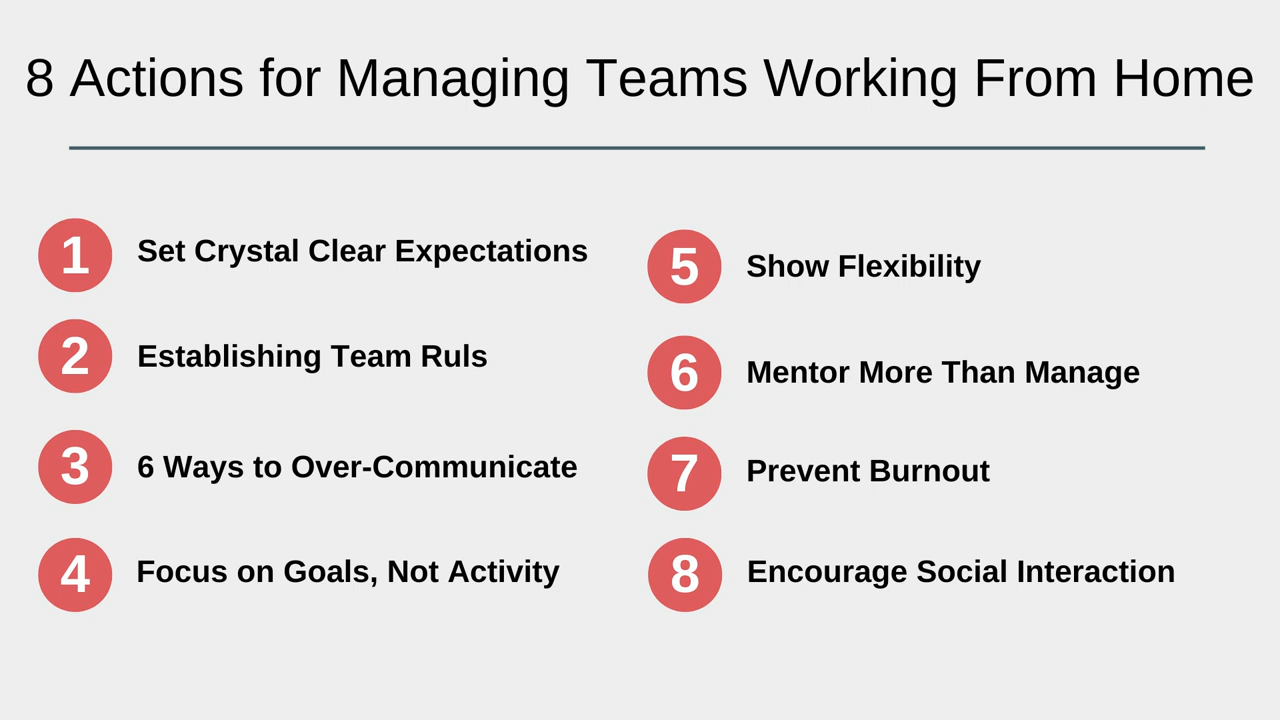 8 Actions for Managing Teams Working From Home
1 Set Crystal Clear Expectations
2 Establishing Team Ruls
3 6 Ways to Over-Communicate
4 Focus on Goals, Not Activity
5 Show Flexibility
6 Mentor More Than Manage
7 Prevent Burnout
8 Encourage Social Interaction